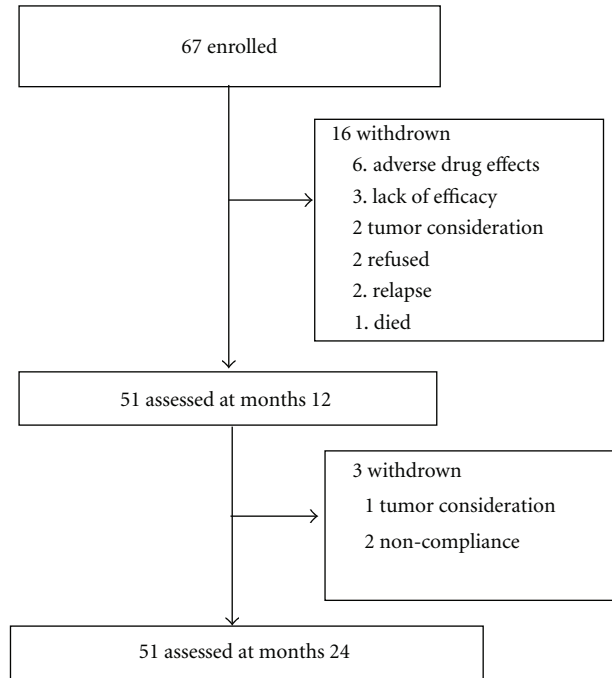 67 enrolled
16 withdrown
6. adverse drug effects
3. lack of efficacy
2 tumor consideration
2 refused
2. relapse
1. died
51 assessed at months 12
3 withdrown
1 tumor consideration
2 non-compliance
51 assessed at months 24